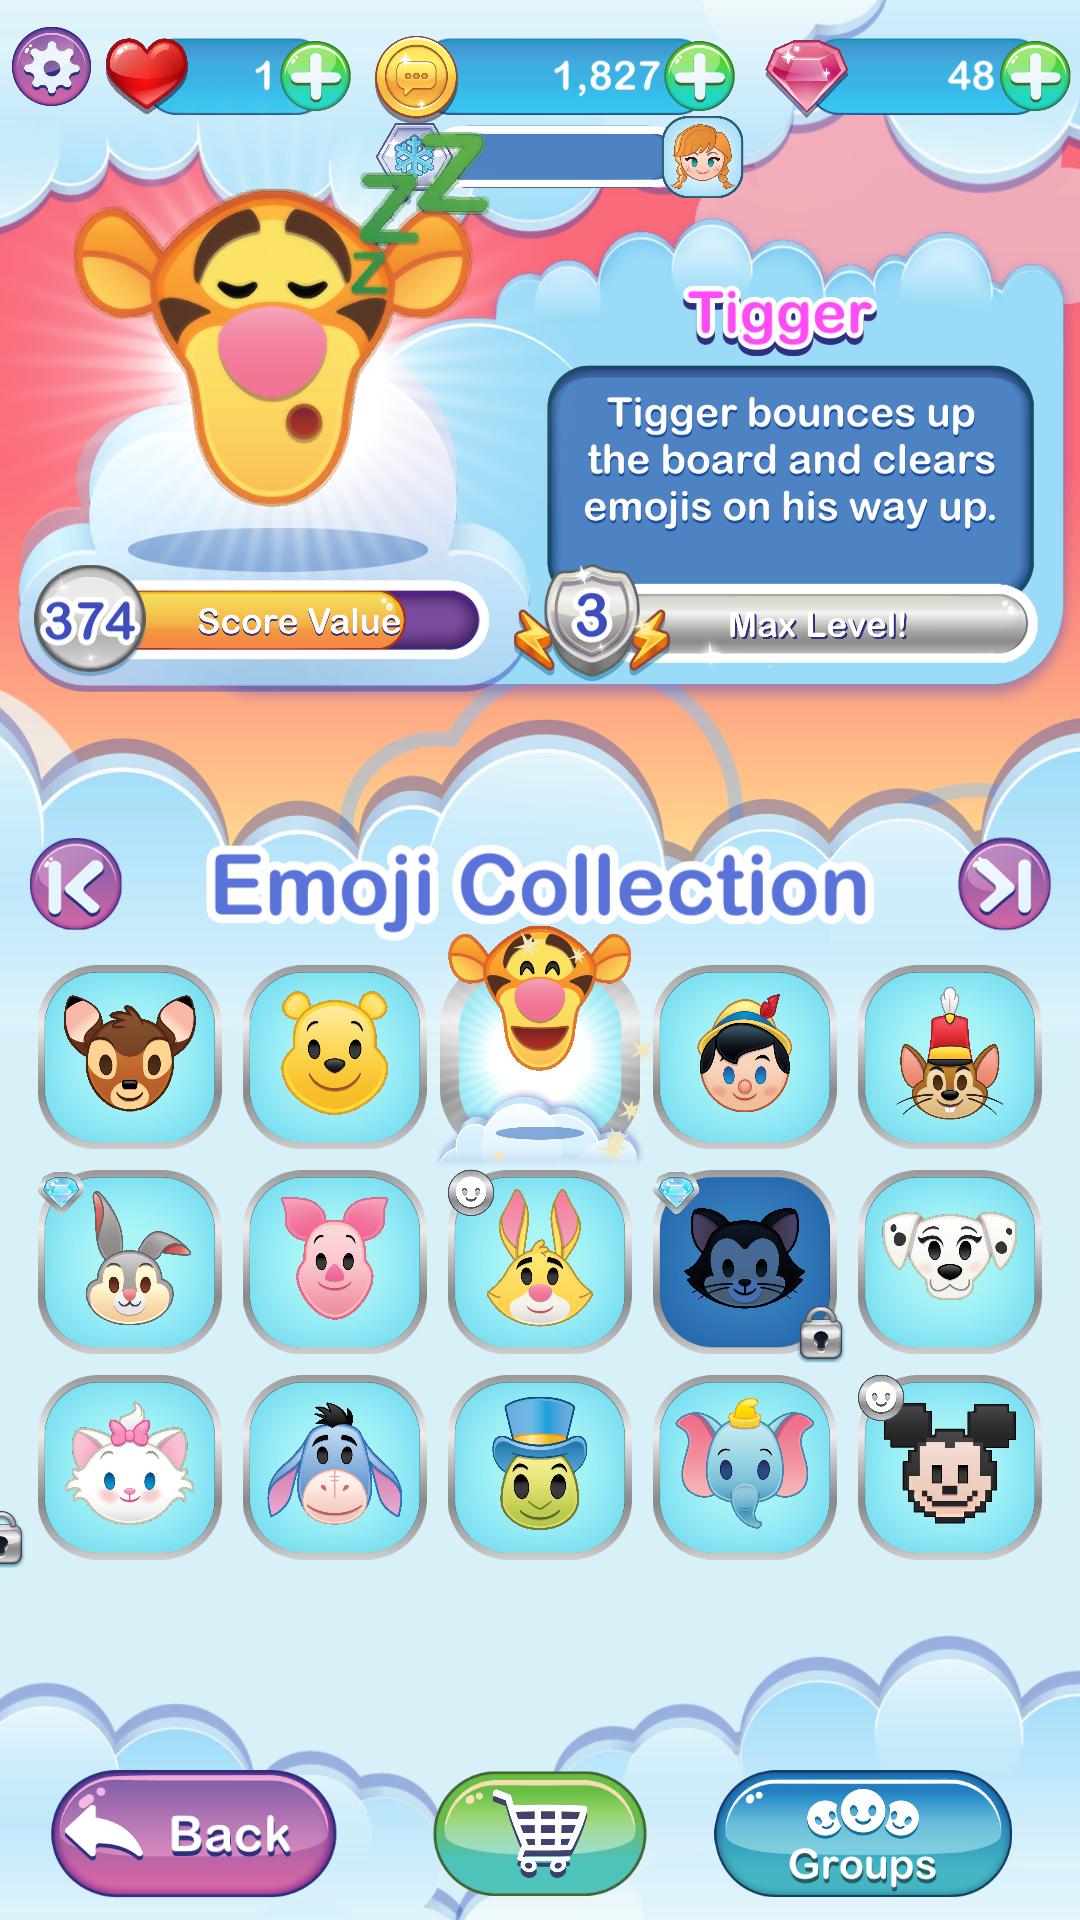 1
1,827
48
Z
Z
Z
Tigger
Tigger bounces up
the board and clears
emojis on his way up.
374
Score Value
3
Max Level!
Emoji Collection
Back
Groups